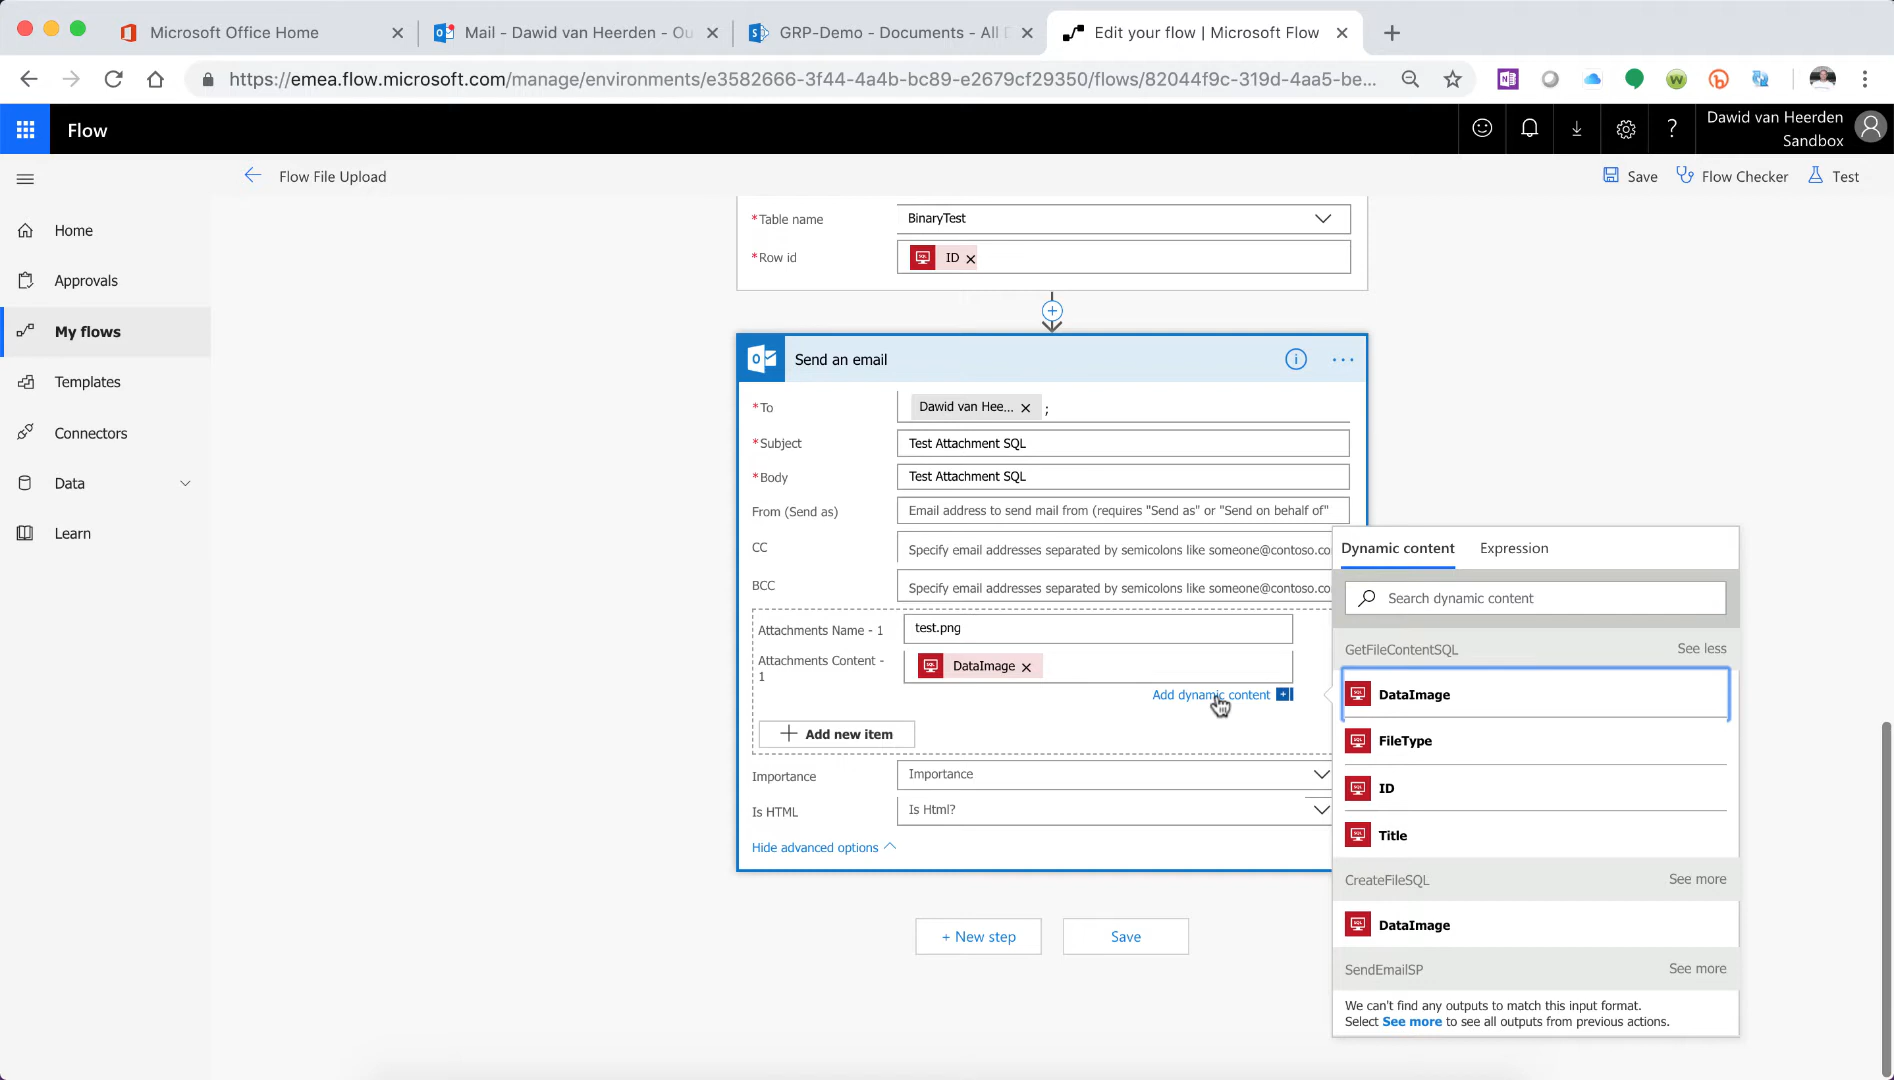 Microsoft Office Home
Mail - Dawid van Heerden - Ou
GRP-Demo - Documents - All
Edit your flow | Microsoft Flow
https://emea.flow.microsoft.com/manage/environments/e3582666-3f44-4a4b-bc89-e2679cf29350/flows/82044f9c-319d-4aa5-be...
Flow
?
Dawid van Heerden
Sandbox
Flow File Upload
Save
Flow Checker
Test
Home
Approvals
My flows
Templates
Connectors
Data
Learn
*Table name
BinaryTest
*Row id
ID
Send an email
*To
Dawid van Hee... ;
*Subject
Test Attachment SQL
*Body
Test Attachment SQL
From (Send as)
Email address to send mail from (requires "Send as" or "Send on behalf of"
CC
Specify email addresses separated by semicolons like someone@contoso.co
BCC
Specify email addresses separated by semicolons like someone@contoso.co
Attachments Name - 1
test.png
Attachments Content -
1
DataImage
Add dynamic content
Add new item
Importance
Importance
Is HTML
Is Html?
Hide advanced options
+ New step
Save
Dynamic content
Expression
Search dynamic content
GetFileContentSQL
See less
DataImage
FileType
ID
Title
CreateFileSQL
See more
DataImage
SendEmailSP
See more
We can't find any outputs to match this input format.
Select See more to see all outputs from previous actions.